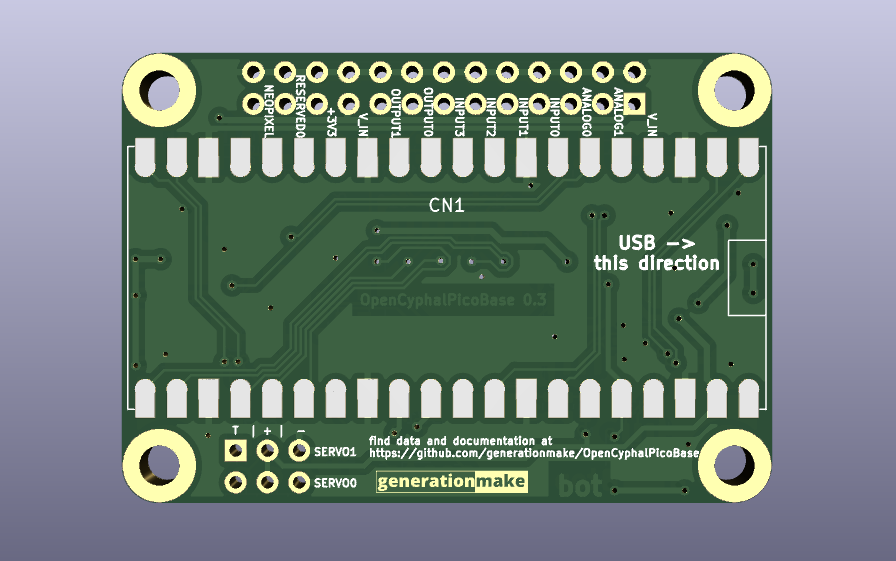 NEOPIXEL
RESERVED0
+3V3
V_IN
OUTPUT1
OUTPUT0
INPUT3
INPUT2
INPUT1
INPUT0
ANALOG0
ANALOG1
V_IN
CN1
USB ->
this direction
OpenCyphalPicoBase 0.3
T | + | -
SERVO1
find data and documentation at
https://github.com/generationmake/OpenCyphalPicoBase
SERVO0
generationmake
bot